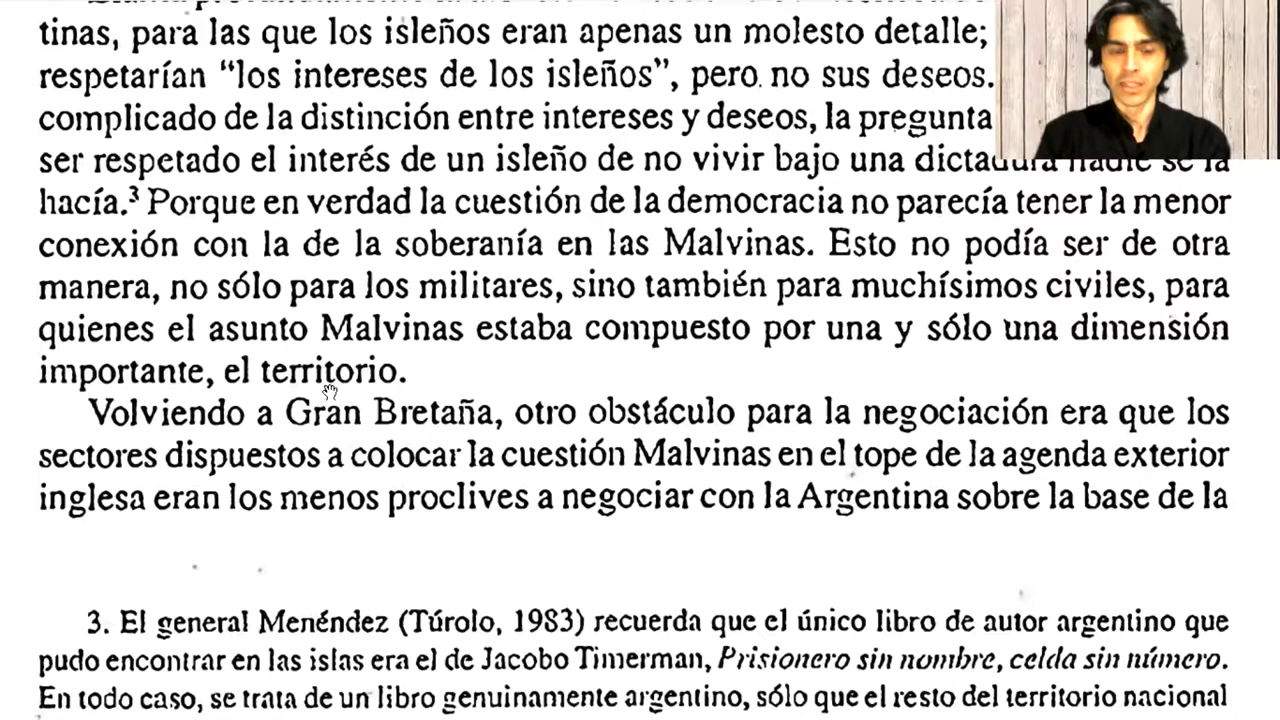 tinas, para las que los isleños eran apenas un molesto detalle;
respetarían “los intereses de los isleños”, pero no sus deseos.
complicado de la distinción entre intereses y deseos, la pregunta
ser respetado el interés de un isleño de no vivir bajo una dictadura nadie se la
hacía.³ Porque en verdad la cuestión de la democracia no parecía tener la menor
conexión con la de la soberanía en las Malvinas. Esto no podía ser de otra
manera, no sólo para los militares, sino también para muchísimos civiles, para
quienes el asunto Malvinas estaba compuesto por una y sólo una dimensión
importante, el territorio.
Volviendo a Gran Bretaña, otro obstáculo para la negociación era que los
sectores dispuestos a colocar la cuestión Malvinas en el tope de la agenda exterior
inglesa eran los menos proclives a negociar con la Argentina sobre la base de la
3. El general Menéndez (Túrolo, 1983) recuerda que el único libro de autor argentino que
pudo encontrar en las islas era el de Jacobo Timerman, Prisionero sin nombre, celda sin número.
En todo caso, se trata de un libro genuinamente argentino, sólo que el resto del territorio nacional